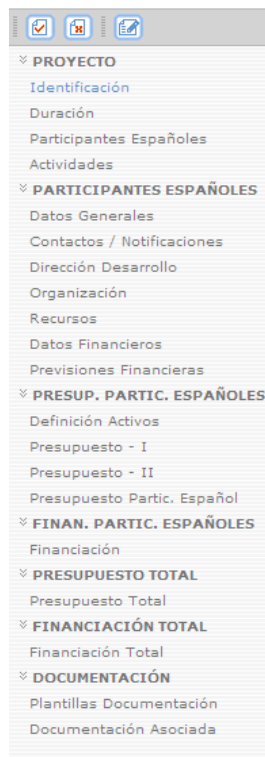 PROYECTO
Identificación
Duración
Participantes Españoles
Actividades
PARTICIPANTES ESPAÑOLES
Datos Generales
Contactos / Notificaciones
Dirección Desarrollo
Organización
Recursos
Datos Financieros
Previsiones Financieras
PRESUP. PARTIC. ESPAÑOLES
Definición Activos
Presupuesto - I
Presupuesto - II
Presupuesto Partic. Español
FINAN. PARTIC. ESPAÑOLES
Financiación
PRESUPUESTO TOTAL
Presupuesto Total
FINANCIACIÓN TOTAL
Financiación Total
DOCUMENTACIÓN
Plantillas Documentación
Documentación Asociada